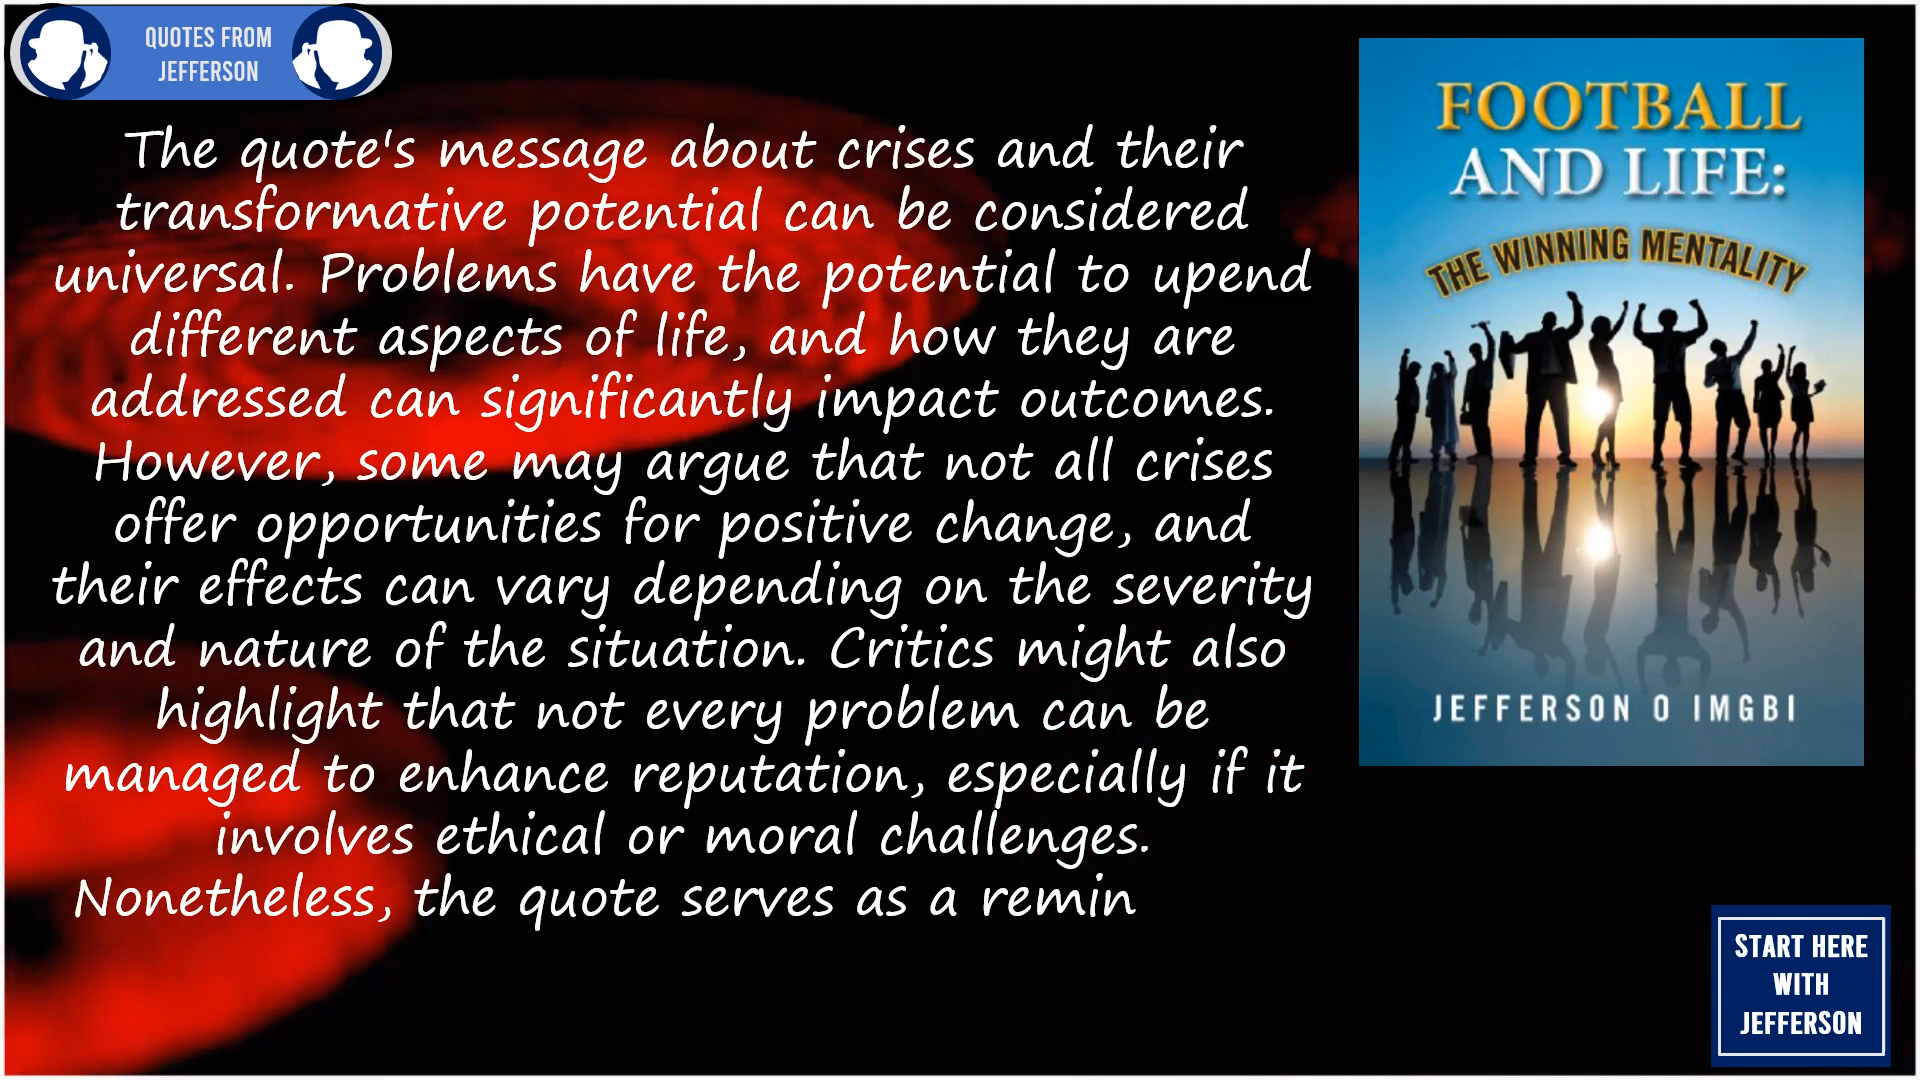 QUOTES FROM
JEFFERSON
The quote's message about crises and their
transformative potential can be considered
universal. Problems have the potential to upend
different aspects of life, and how they are
addressed can significantly impact outcomes.
However, some may argue that not all crises
offer opportunities for positive change, and
their effects can vary depending on the severity
and nature of the situation. Critics might also
highlight that not every problem can be
managed to enhance reputation, especially if it
involves ethical or moral challenges.
Nonetheless, the quote serves as a remin
FOOTBALL
AND LIFE:
THE WINNING MENTALITY
JEFFERSON O IMGBI
START HERE
WITH
JEFFERSON